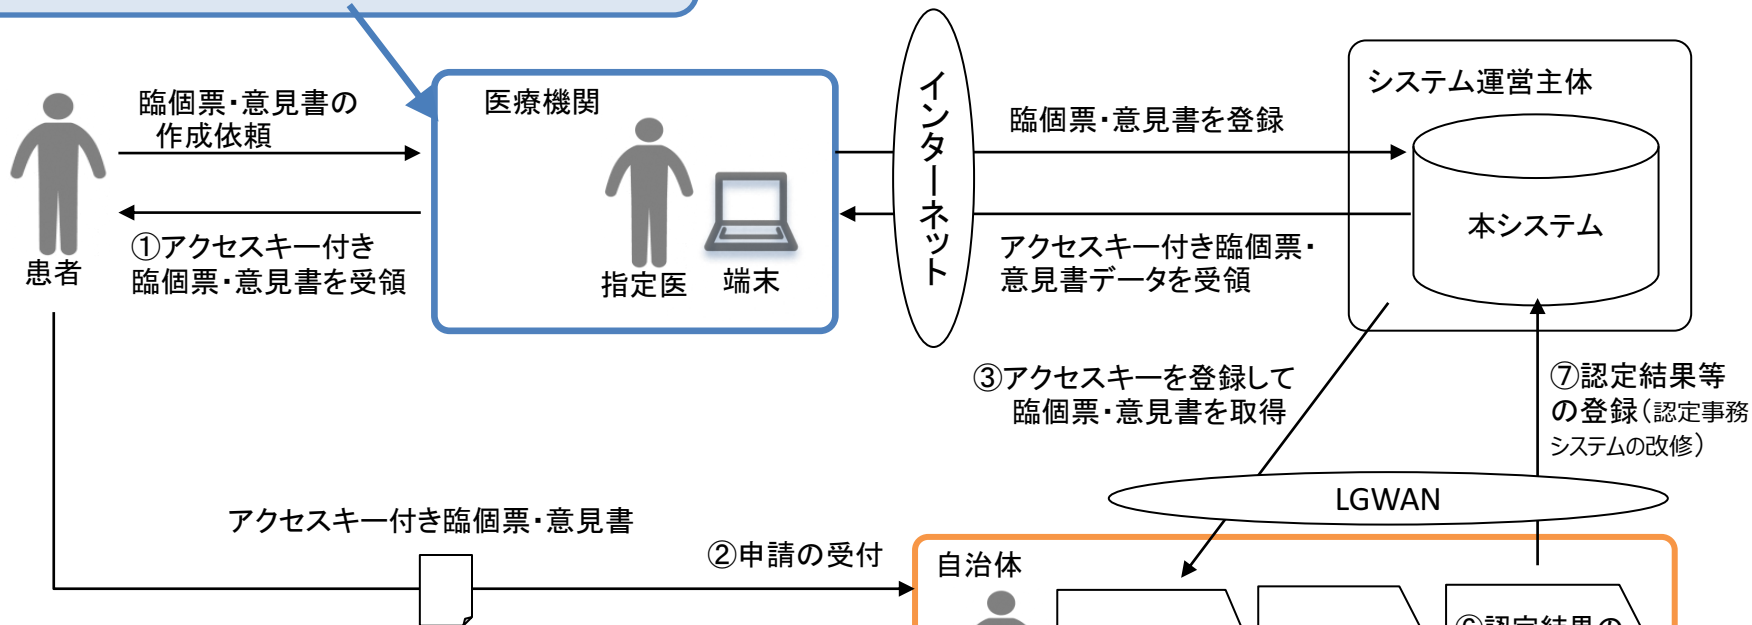 臨個票・意見書の
作成依頼
患者
①アクセスキー付き
臨個票・意見書を受領
医療機関
指定医
端末
インターネット
臨個票・意見書を登録
アクセスキー付き臨個票・
意見書データを受領
システム運営主体
本システム
③アクセスキーを登録して
臨個票・意見書を取得
⑦認定結果等
の登録(認定事務
システムの改修)
LGWAN
アクセスキー付き臨個票・意見書
②申請の受付
自治体
⑥認定結果の